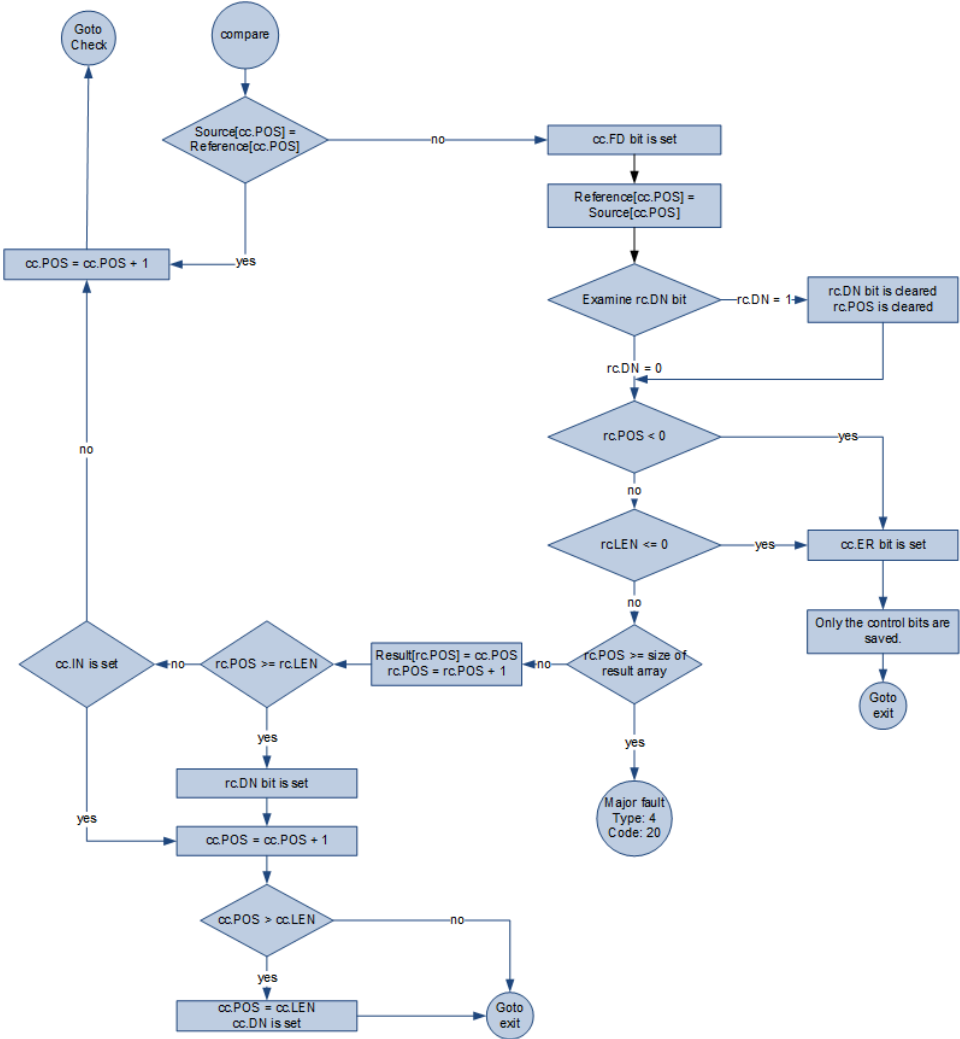 Goto
Check
compare
Source[cc.POS] =
Reference[cc.POS]
no
cc.FD bit is set
Reference[cc.POS] =
Source[cc.POS]
yes
cc.POS = cc.POS + 1
Examine rc.DN bit
rc.DN = 1
rc.DN bit is cleared
rc.POS is cleared
rc.DN = 0
rc.POS < 0
yes
no
no
rc.LEN <= 0
yes
cc.ER bit is set
no
Only the control bits are
saved.
cc.IN is set
no
rc.POS >= rc.LEN
Result[rc.POS] = cc.POS
rc.POS = rc.POS + 1
no
rc.POS >= size of
result array
Goto
exit
yes
yes
rc.DN bit is set
Major fault
Type: 4
Code: 20
yes
cc.POS = cc.POS + 1
cc.POS > cc.LEN
no
yes
cc.POS = cc.LEN
cc.DN is set
Goto
exit